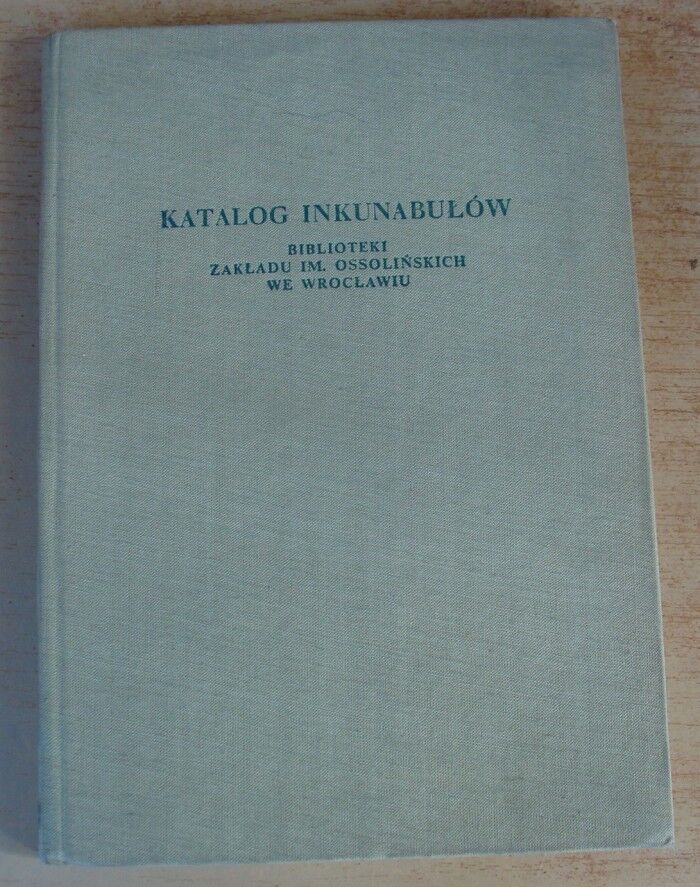 KATALOG INKUNABUŁÓW
BIBLIOTEKI
ZAKŁADU IM. OSSOLIŃSKICH
WE WROCŁAWIU